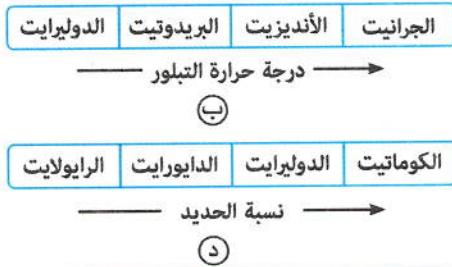 الجرانيت الأنديزيت البريدوتيت الدوليرايت
درجة حرارة التبلور
ب
الكوماتيت الدوليرايت الدايورايت الرايولايت
نسبة الحديد
د